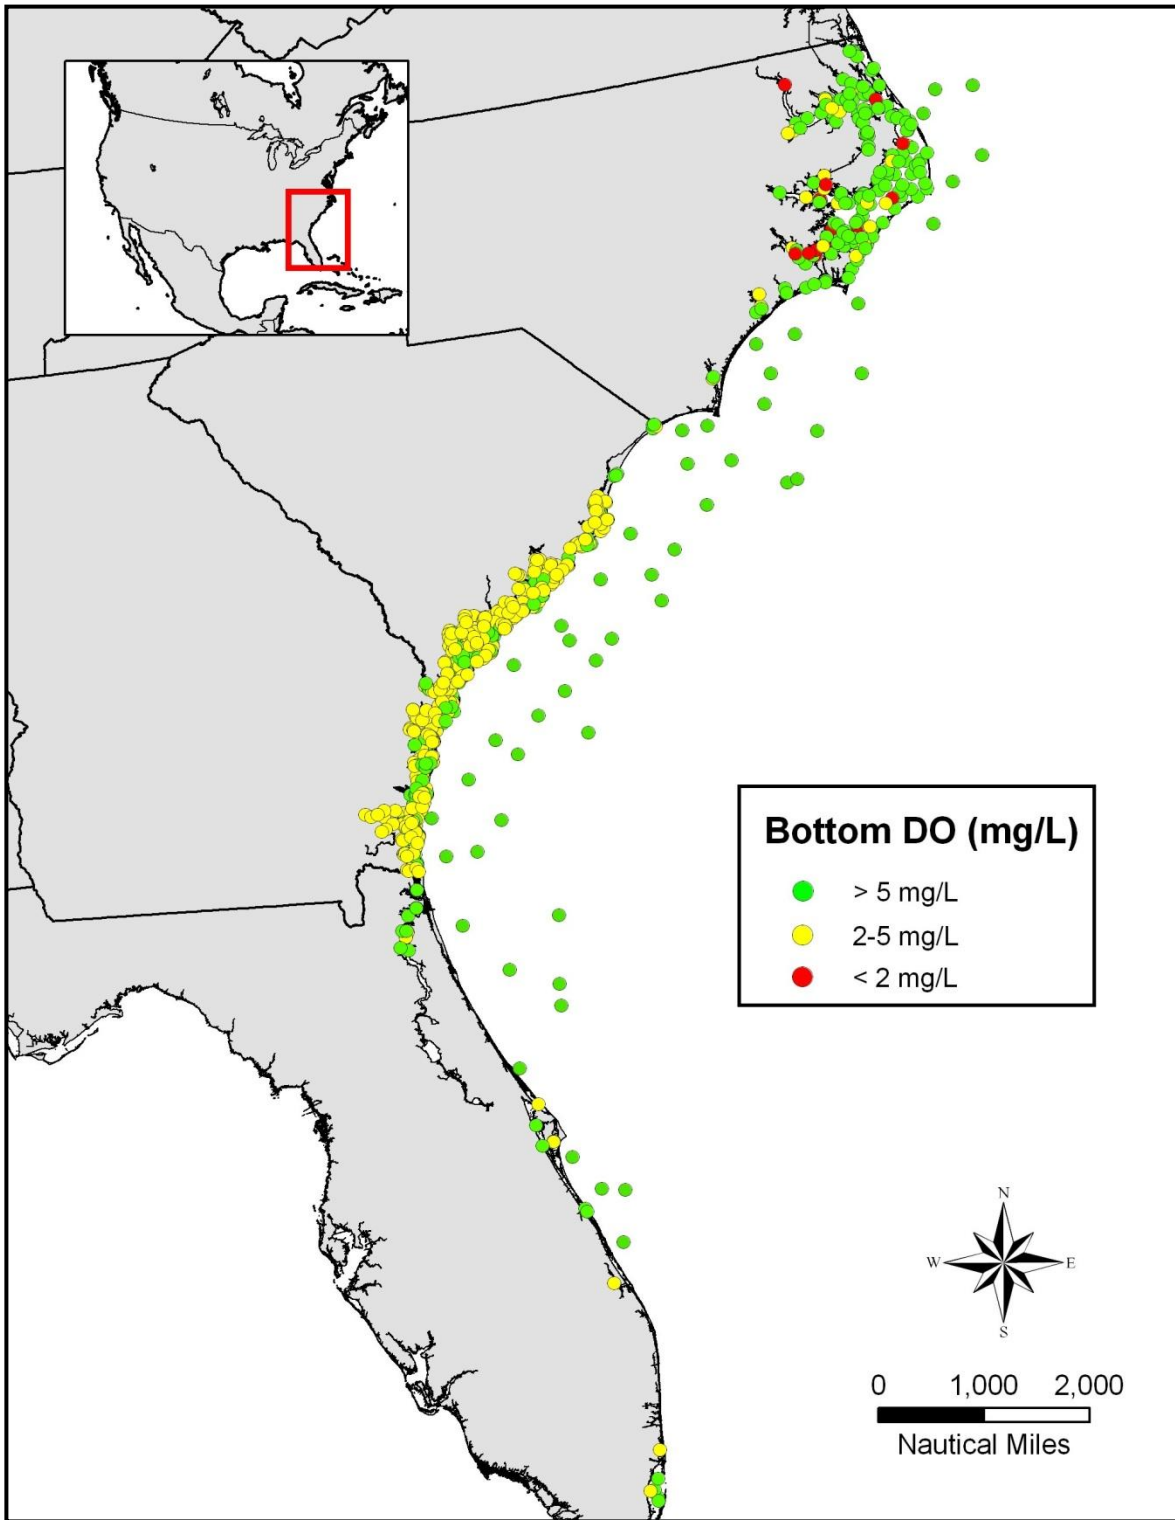 Bottom DO (mg/L)
> 5 mg/L
2-5 mg/L
< 2 mg/L
N
W E
S
0 1,000 2,000
Nautical Miles